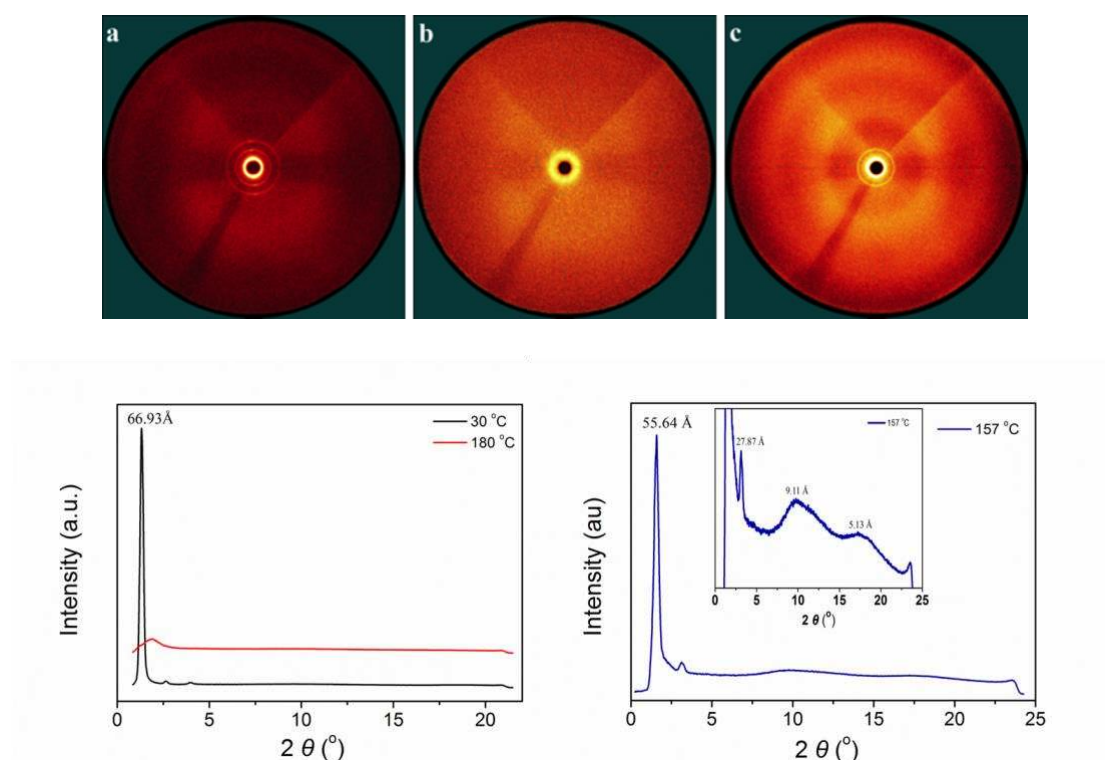 a b c
66.93Å
30 °C
180 °C
Intensity (a.u.)
0 5 10 15 20
2 θ (°)
55.64 Å
157 °C
157 °C
27.87 Å
9.11 Å
5.13 Å
0 5 10 15 20 25
2 θ (°)
Intensity (au)
0 5 10 15 20 25
2 θ (°)